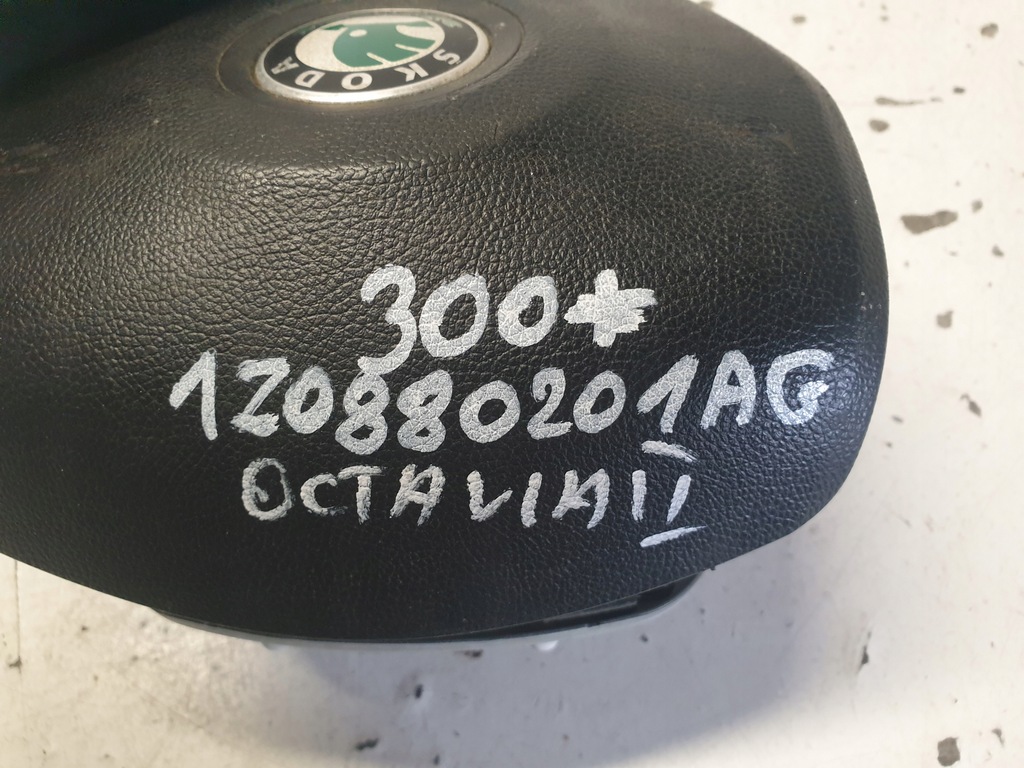 SKODA
300*
1Z0880201AG
OCTAVIA II